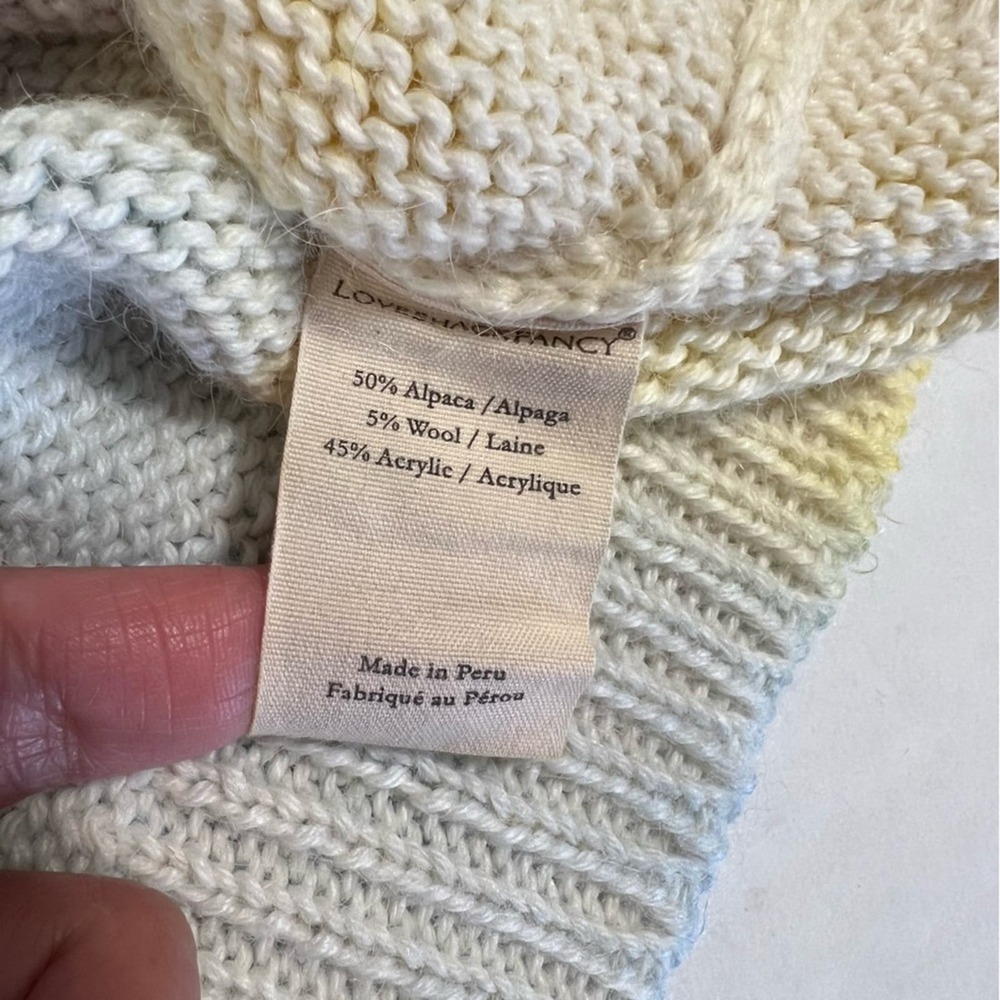 LOVESHACKFANCY®
50% Alpaca /Alpaga
5% Wool / Laine
45% Acrylic / Acrylique
Made in Peru
Fabriqué au Pérou